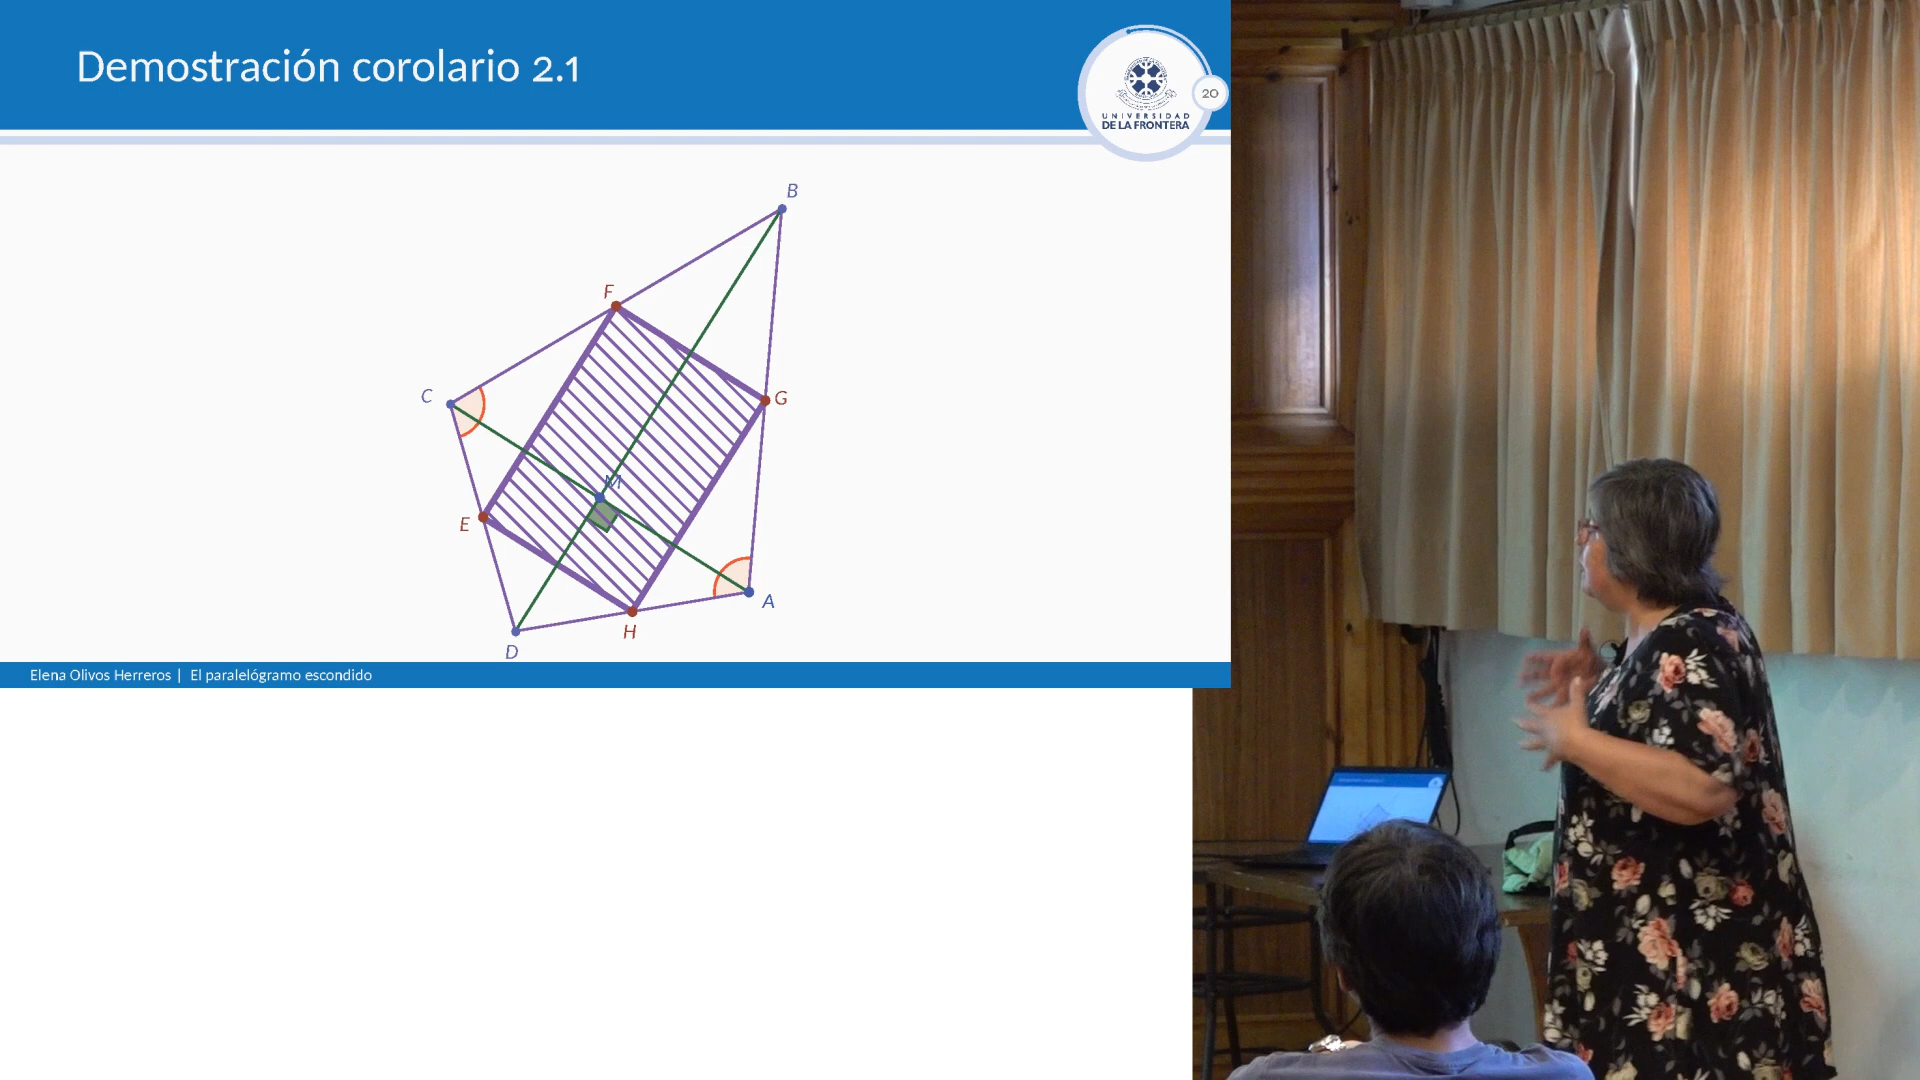 Demostración corolario 2.1
20
UNIVERSIDAD
DE LA FRONTERA
B
F
C
G
M
E
A
H
D
Elena Olivos Herreros | El paralelógramo escondido